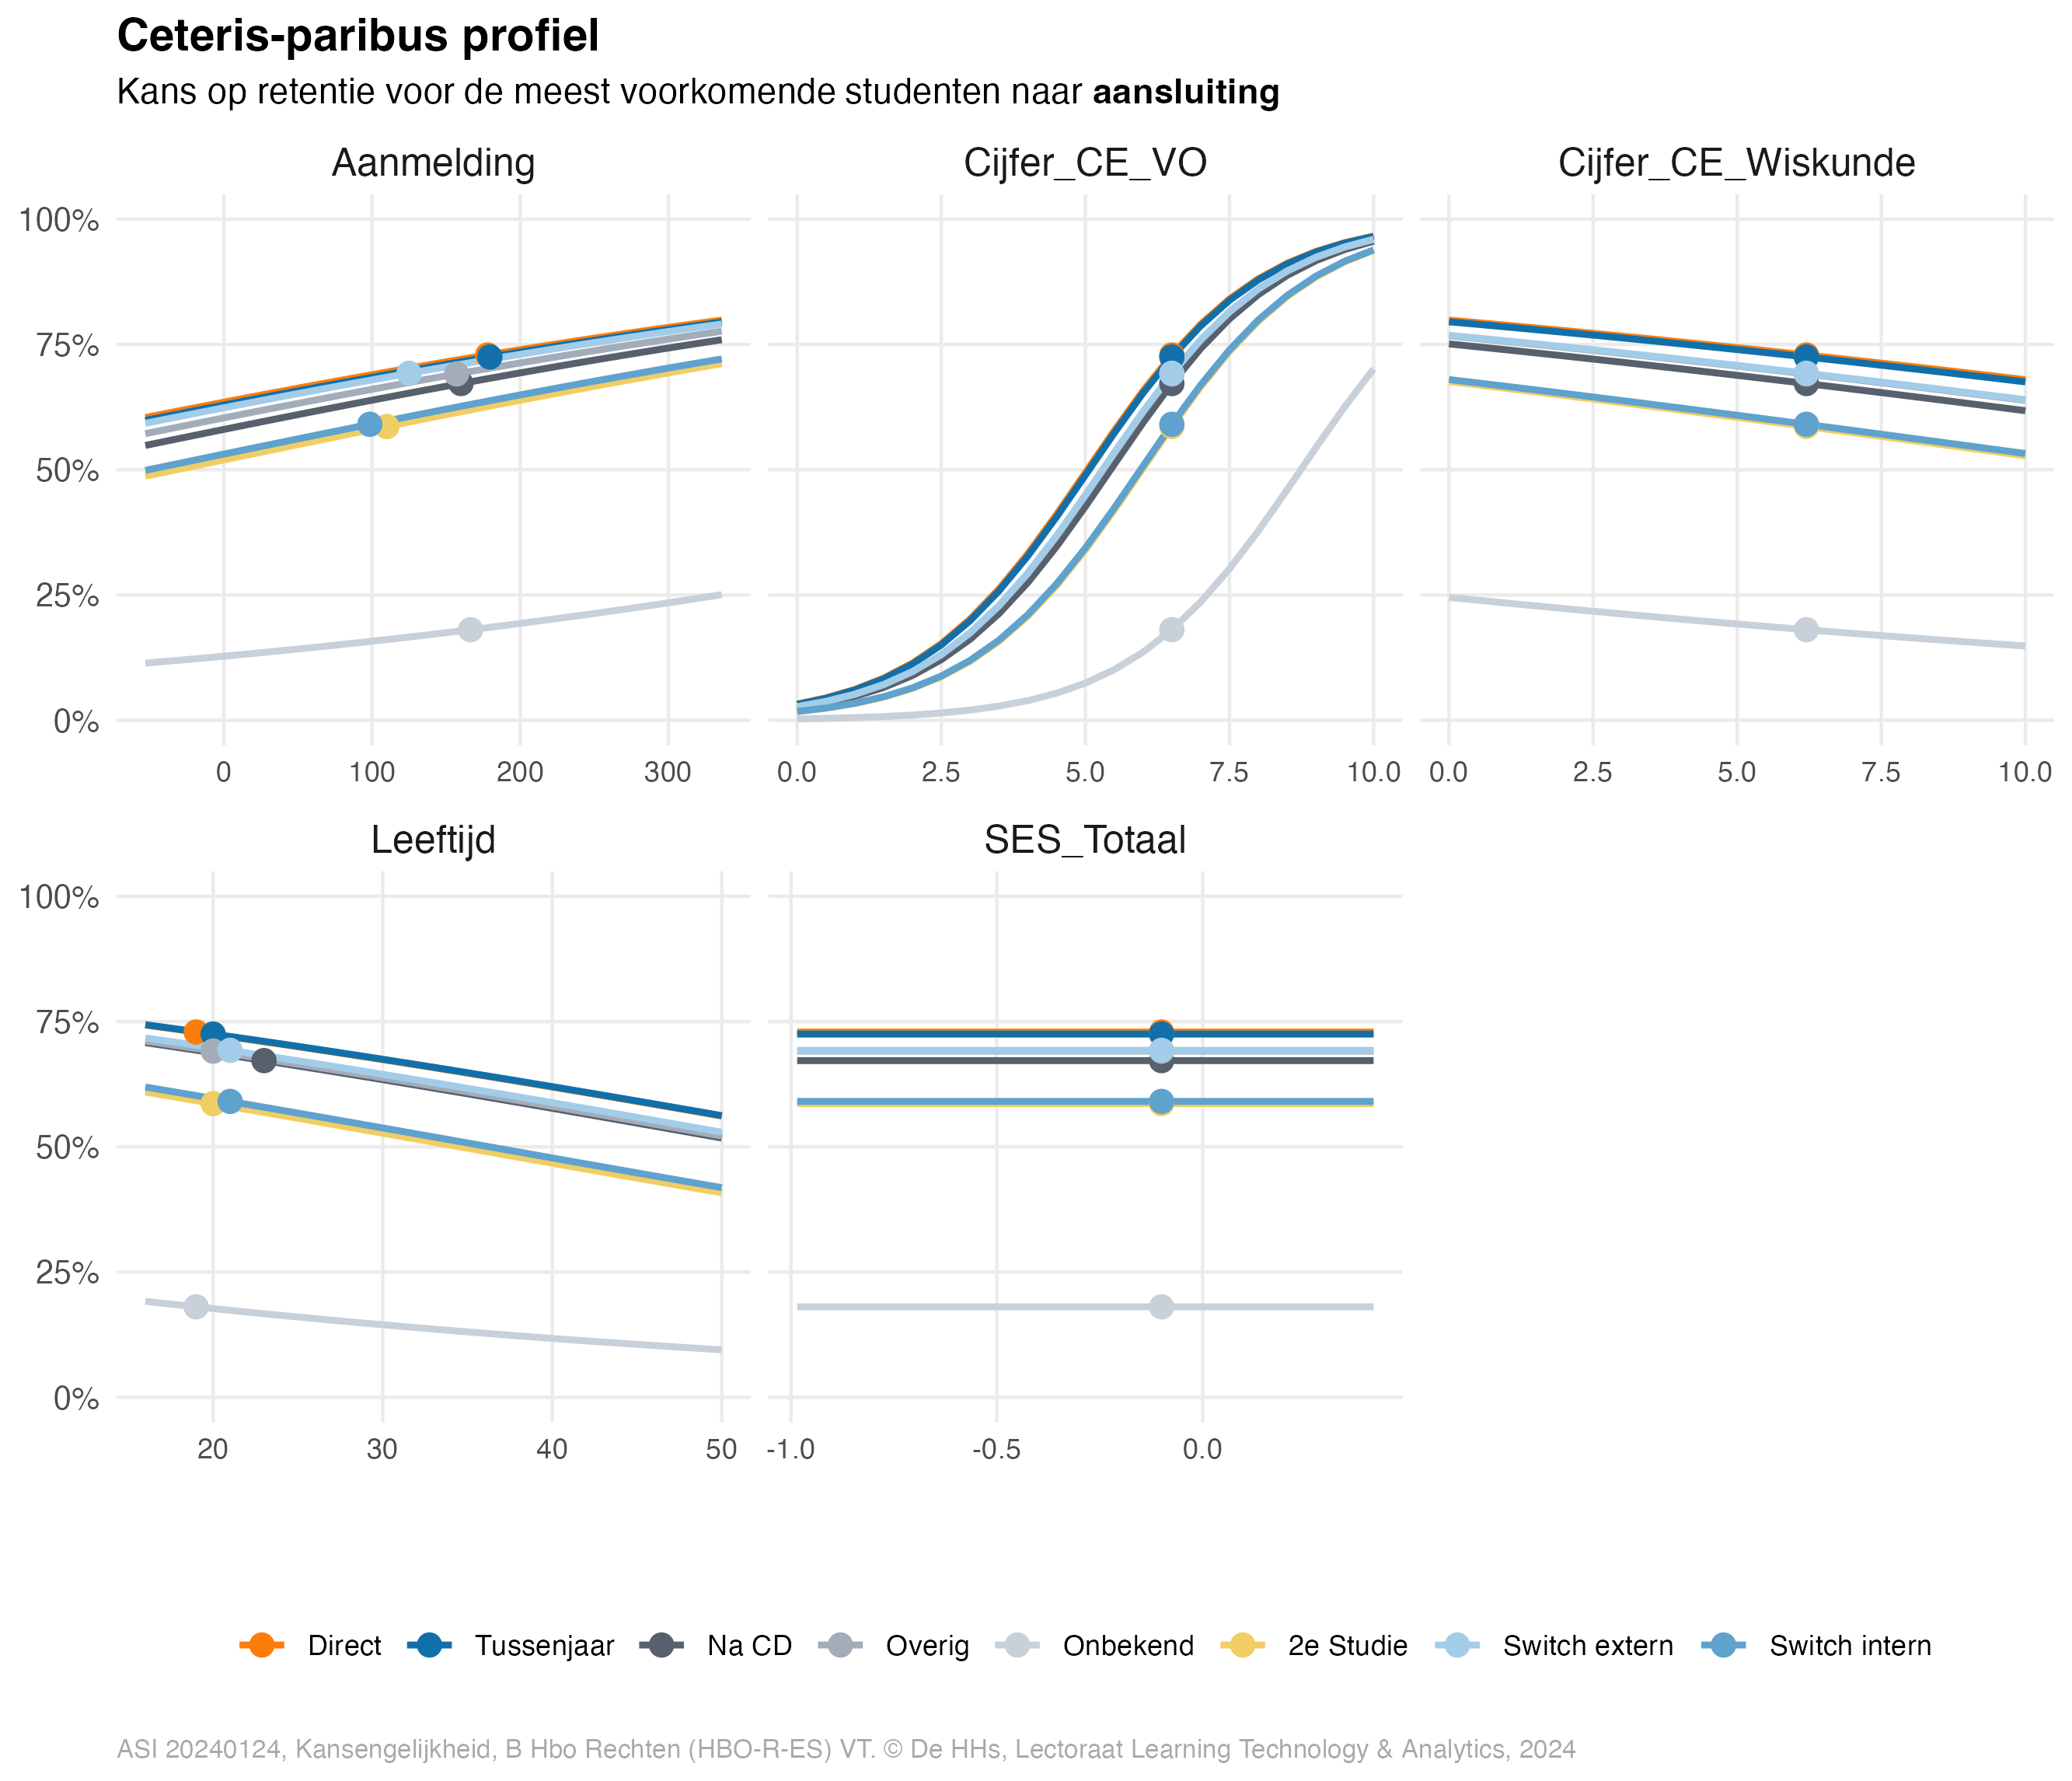 Ceteris-paribus profiel
Kans op retentie voor de meest voorkomende studenten naar aansluiting
Aanmelding
Cijfer_CE_VO
Cijfer_CE_Wiskunde
100%
75%
50%
25%
0%
0 100 200 300
0.0 2.5 5.0 7.5 10.0
0.0 2.5 5.0 7.5 10.0
Leeftijd
SES_Totaal
100%
75%
50%
25%
0%
20 30 40 50
-1.0 -0.5 0.0
Direct Tussenjaar Na CD Overig Onbekend 2e Studie Switch extern Switch intern
ASI 20240124, Kansengelijkheid, B Hbo Rechten (HBO-R-ES) VT. © De HHs, Lectoraat Learning Technology & Analytics, 2024